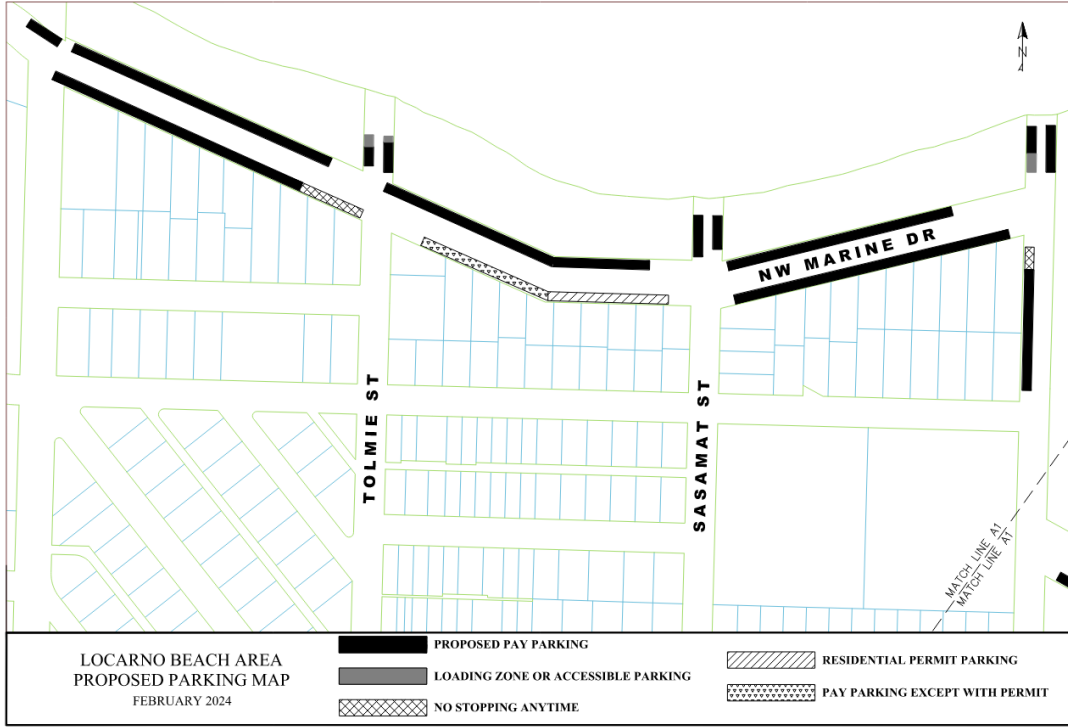 N
NW MARINE DR
TOLMIE ST
SASAMAT ST
MATCH LINE A1
MATCH LINE A1
LOCARNO BEACH AREA
PROPOSED PARKING MAP
FEBRUARY 2024
PROPOSED PAY PARKING
LOADING ZONE OR ACCESSIBLE PARKING
NO STOPPING ANYTIME
RESIDENTIAL PERMIT PARKING
PAY PARKING EXCEPT WITH PERMIT